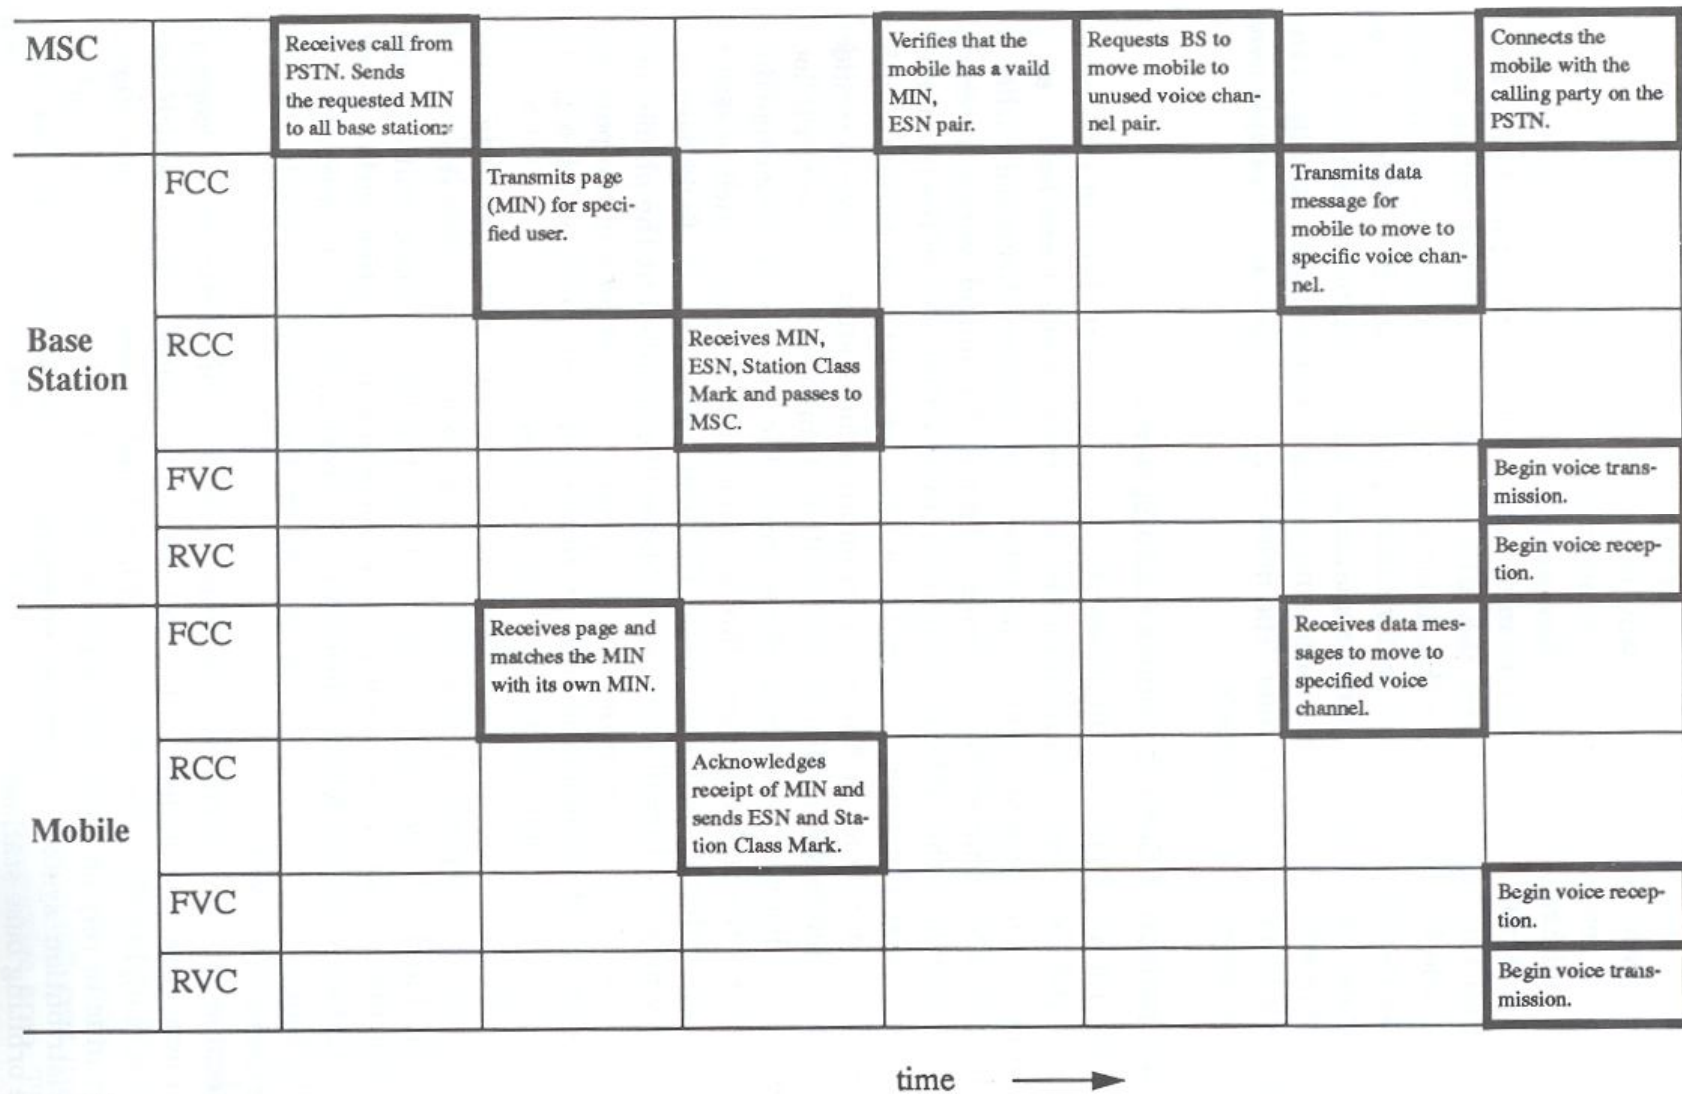 MSC
Receives call from
PSTN. Sends
the requested MIN
to all base stations
Verifies that the
mobile has a vaild
MIN,
ESN pair.
Requests BS to
move mobile to
unused voice chan-
nel pair.
Connects the
mobile with the
calling party on the
PSTN.
Base
Station
FCC
Transmits page
(MIN) for speci-
fied user.
Transmits data
message for
mobile to move to
specific voice chan-
nel.
RCC
Receives MIN,
ESN, Station Class
Mark and passes to
MSC.
FVC
Begin voice trans-
mission.
RVC
Begin voice recep-
tion.
Mobile
FCC
Receives page and
matches the MIN
with its own MIN.
Receives data mes-
sages to move to
specified voice
channel.
RCC
Acknowledges
receipt of MIN and
sends ESN and Sta-
tion Class Mark.
FVC
Begin voice recep-
tion.
RVC
Begin voice trans-
mission.
time